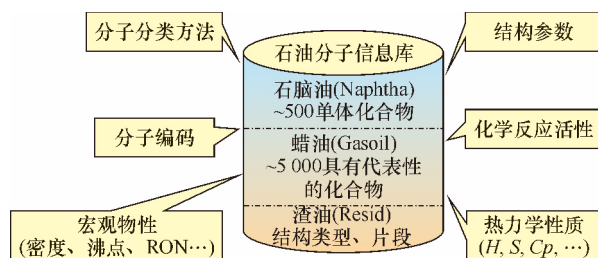 分子分类方法
石油分子信息库
结构参数
石脑油(Naphtha)
~500单体化合物
分子编码
化学反应活性
蜡油(Gasoil)
~5 000具有代表性
的化合物
宏观物性
(密度、沸点、RON…)
渣油(Resid)
结构类型、片段
热力学性质
(H, S, Cp, …)